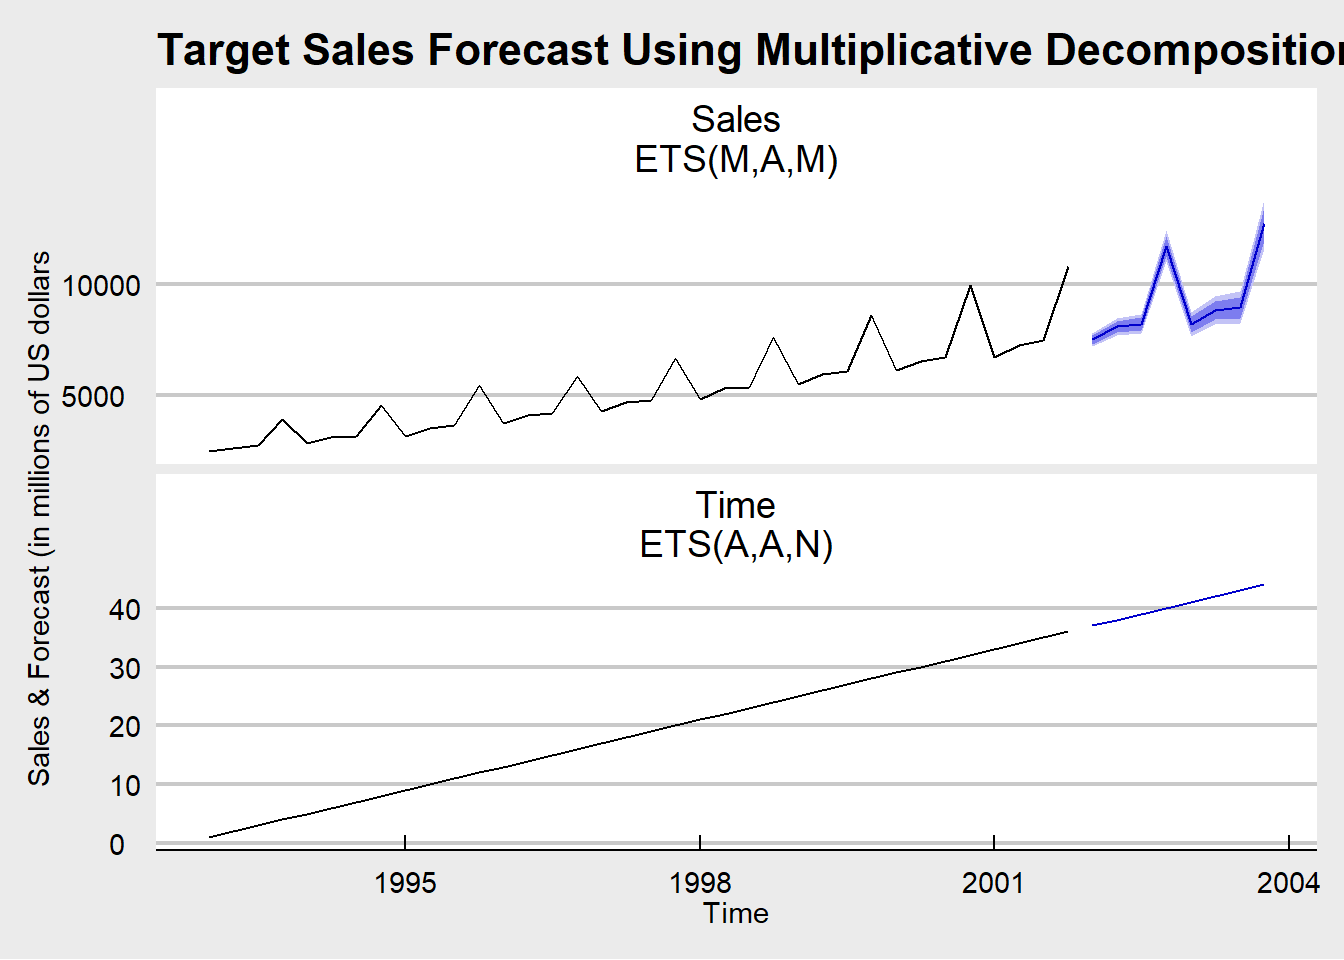 Target Sales Forecast Using Multiplicative Decomposition
Sales
ETS(M,A,M)
10000
5000
Sales & Forecast (in millions of US dollars
Time
ETS(A,A,N)
40
30
20
10
0
1995
1998
2001
2004
Time